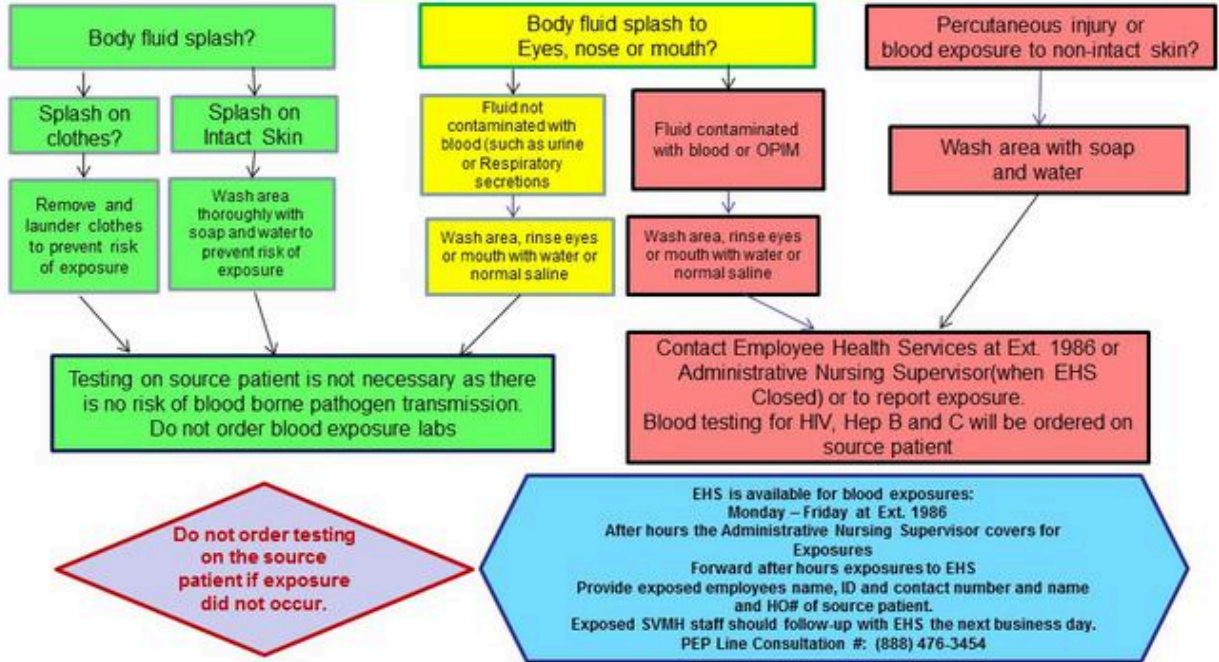 Body fluid splash?
Body fluid splash to
Eyes, nose or mouth?
Percutaneous injury or
blood exposure to non-intact skin?
Splash on
clothes?
Splash on
Intact Skin
Fluid not
contaminated with
blood (such as urine
or Respiratory
secretions
Fluid contaminated
with blood or OPIM
Wash area with soap
and water
Remove and
launder clothes
to prevent risk
of exposure
Wash area
thoroughly with
soap and water to
prevent risk of
exposure
Wash area, rinse eyes
or mouth with water or
normal saline
Wash area, rinse eyes
or mouth with water or
normal saline
Testing on source patient is not necessary as there
is no risk of blood borne pathogen transmission.
Do not order blood exposure labs
Contact Employee Health Services at Ext. 1986 or
Administrative Nursing Supervisor(when EHS
Closed) or to report exposure.
Blood testing for HIV, Hep B and C will be ordered on
source patient
Do not order testing
on the source
patient if exposure
did not occur.
EHS is available for blood exposures:
Monday – Friday at Ext. 1986
After hours the Administrative Nursing Supervisor covers for
Exposures
Forward after hours exposures to EHS
Provide exposed employees name, ID and contact number and name
and HO# of source patient.
Exposed SVMH staff should follow-up with EHS the next business day.
PEP Line Consultation #: (888) 476-3454